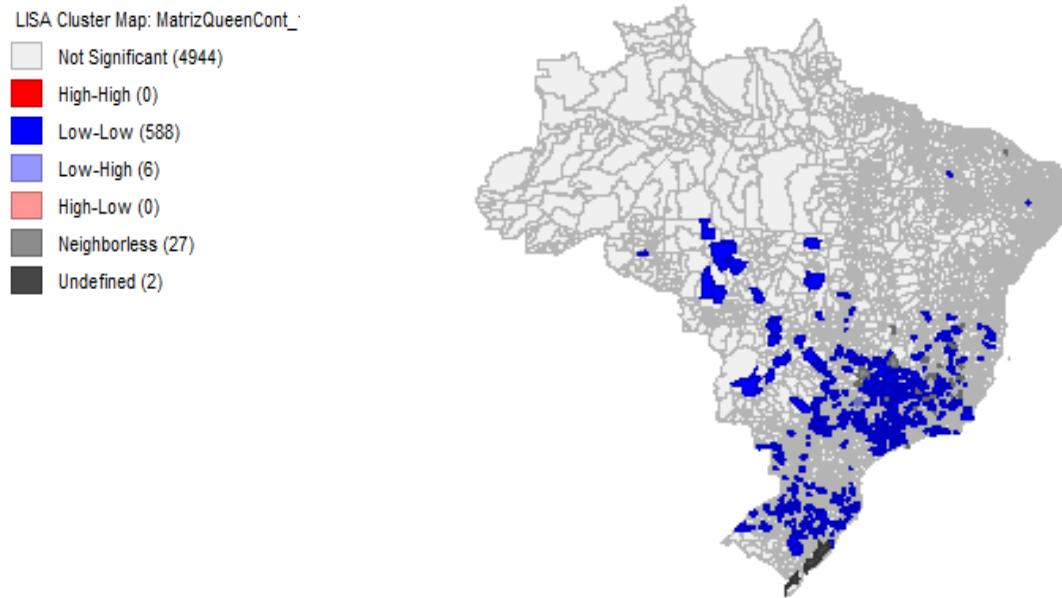 LISA Cluster Map: MatrizQueenCont_
Not Significant (4944)
High-High (0)
Low-Low (588)
Low-High (6)
High-Low (0)
Neighborless (27)
Undefined (2)